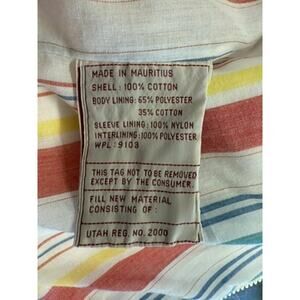 MADE IN MAURITIUS
SHELL: 100% COTTON
BODY LINING: 65% POLYESTER
35% COTTON
SLEEVE LINING: 100% NYLON
INTERLINING: 100% POLYESTER
WPL: 9103
THIS TAG NOT TO BE REMOVED
EXCEPT BY THE CONSUMER.
FILL NEW MATERIAL
CONSISTING OF:
UTAH REG. NO. 2000